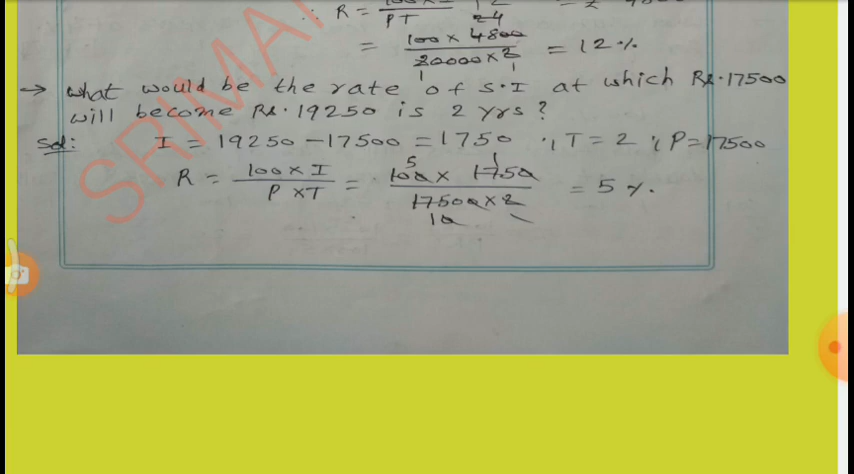 ∴ R = 100×I / PT
= 100 × 4800 / 20000×2 = 12%
→ what would be the rate of S.I at which Rs.17500
will become Rs.19250 is 2 yrs?
Sol: I = 19250 - 17500 = 1750 , T = 2 , P = 17500
R = 100×I / P×T = 100 × 1750 / 17500×2 = 5%.
SRIMA